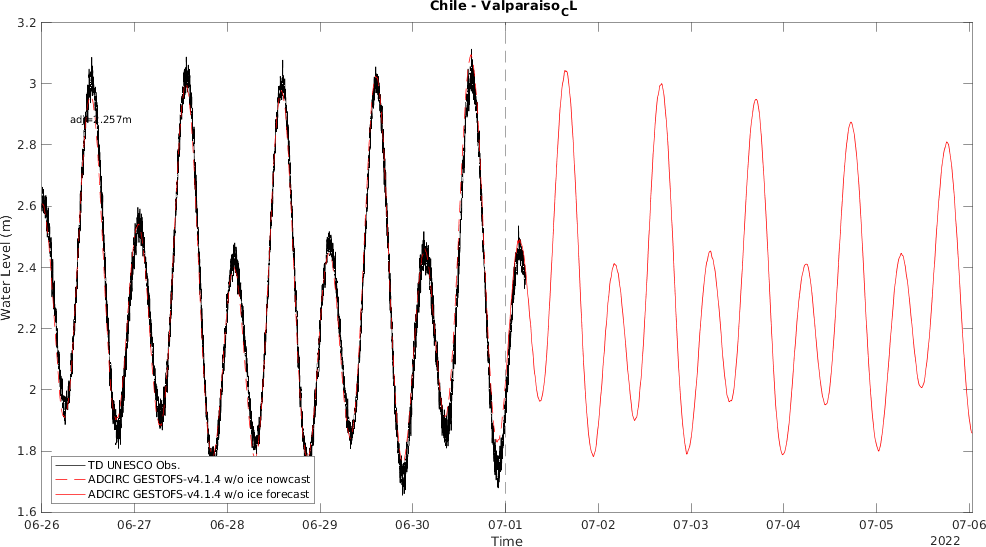 Chile - ValparaisoCL
3.2
3
2.8
2.6
2.4
2.2
2
1.8
1.6
Water Level (m)
adj=2.257m
TD UNESCO Obs.
ADCIRC GESTOFS-v4.1.4 w/o ice nowcast
ADCIRC GESTOFS-v4.1.4 w/o ice forecast
06-26 06-27 06-28 06-29 06-30 07-01 07-02 07-03 07-04 07-05 07-06
Time
2022